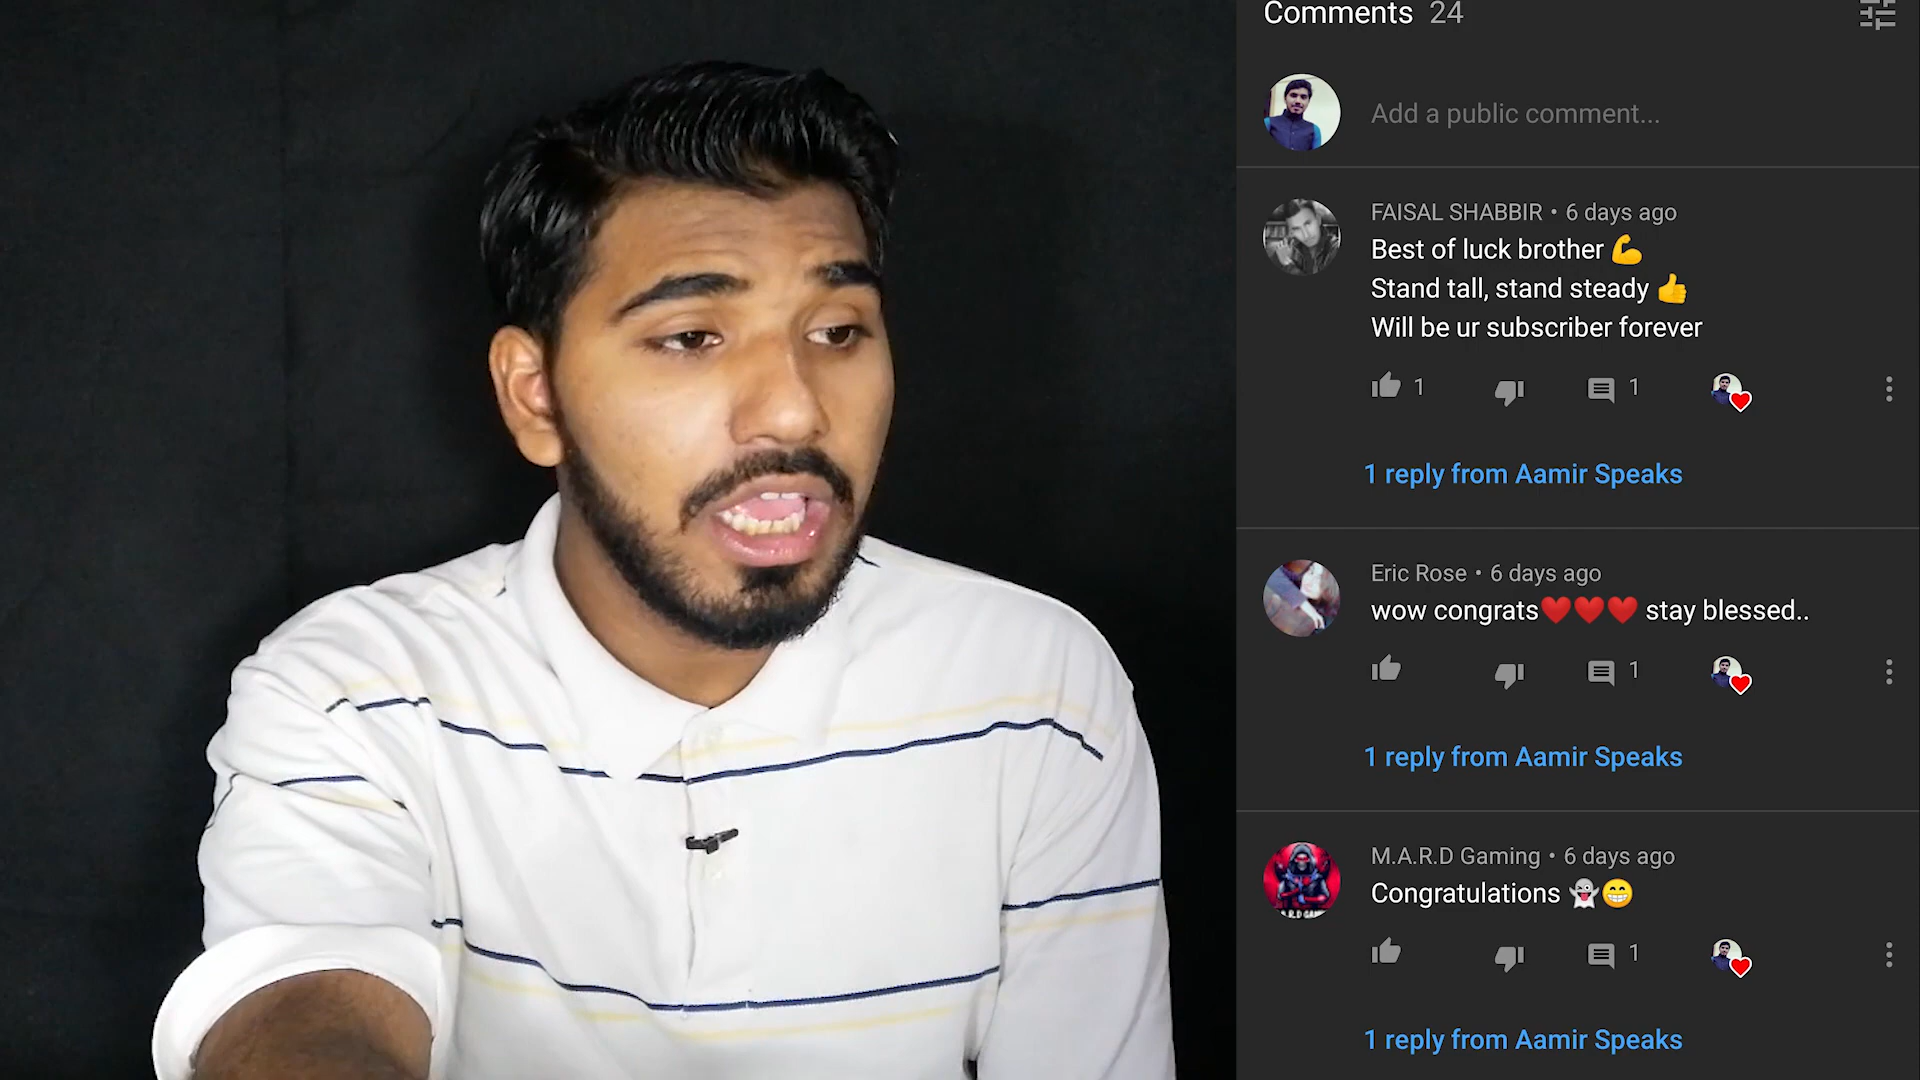 Comments 24
Add a public comment...
FAISAL SHABBIR • 6 days ago
Best of luck brother 💪
Stand tall, stand steady 👍
Will be ur subscriber forever
1 1
1 reply from Aamir Speaks
Eric Rose • 6 days ago
wow congrats❤️❤️❤️ stay blessed..
1
1 reply from Aamir Speaks
M.A.R.D Gaming • 6 days ago
Congratulations 👻😁
1
1 reply from Aamir Speaks